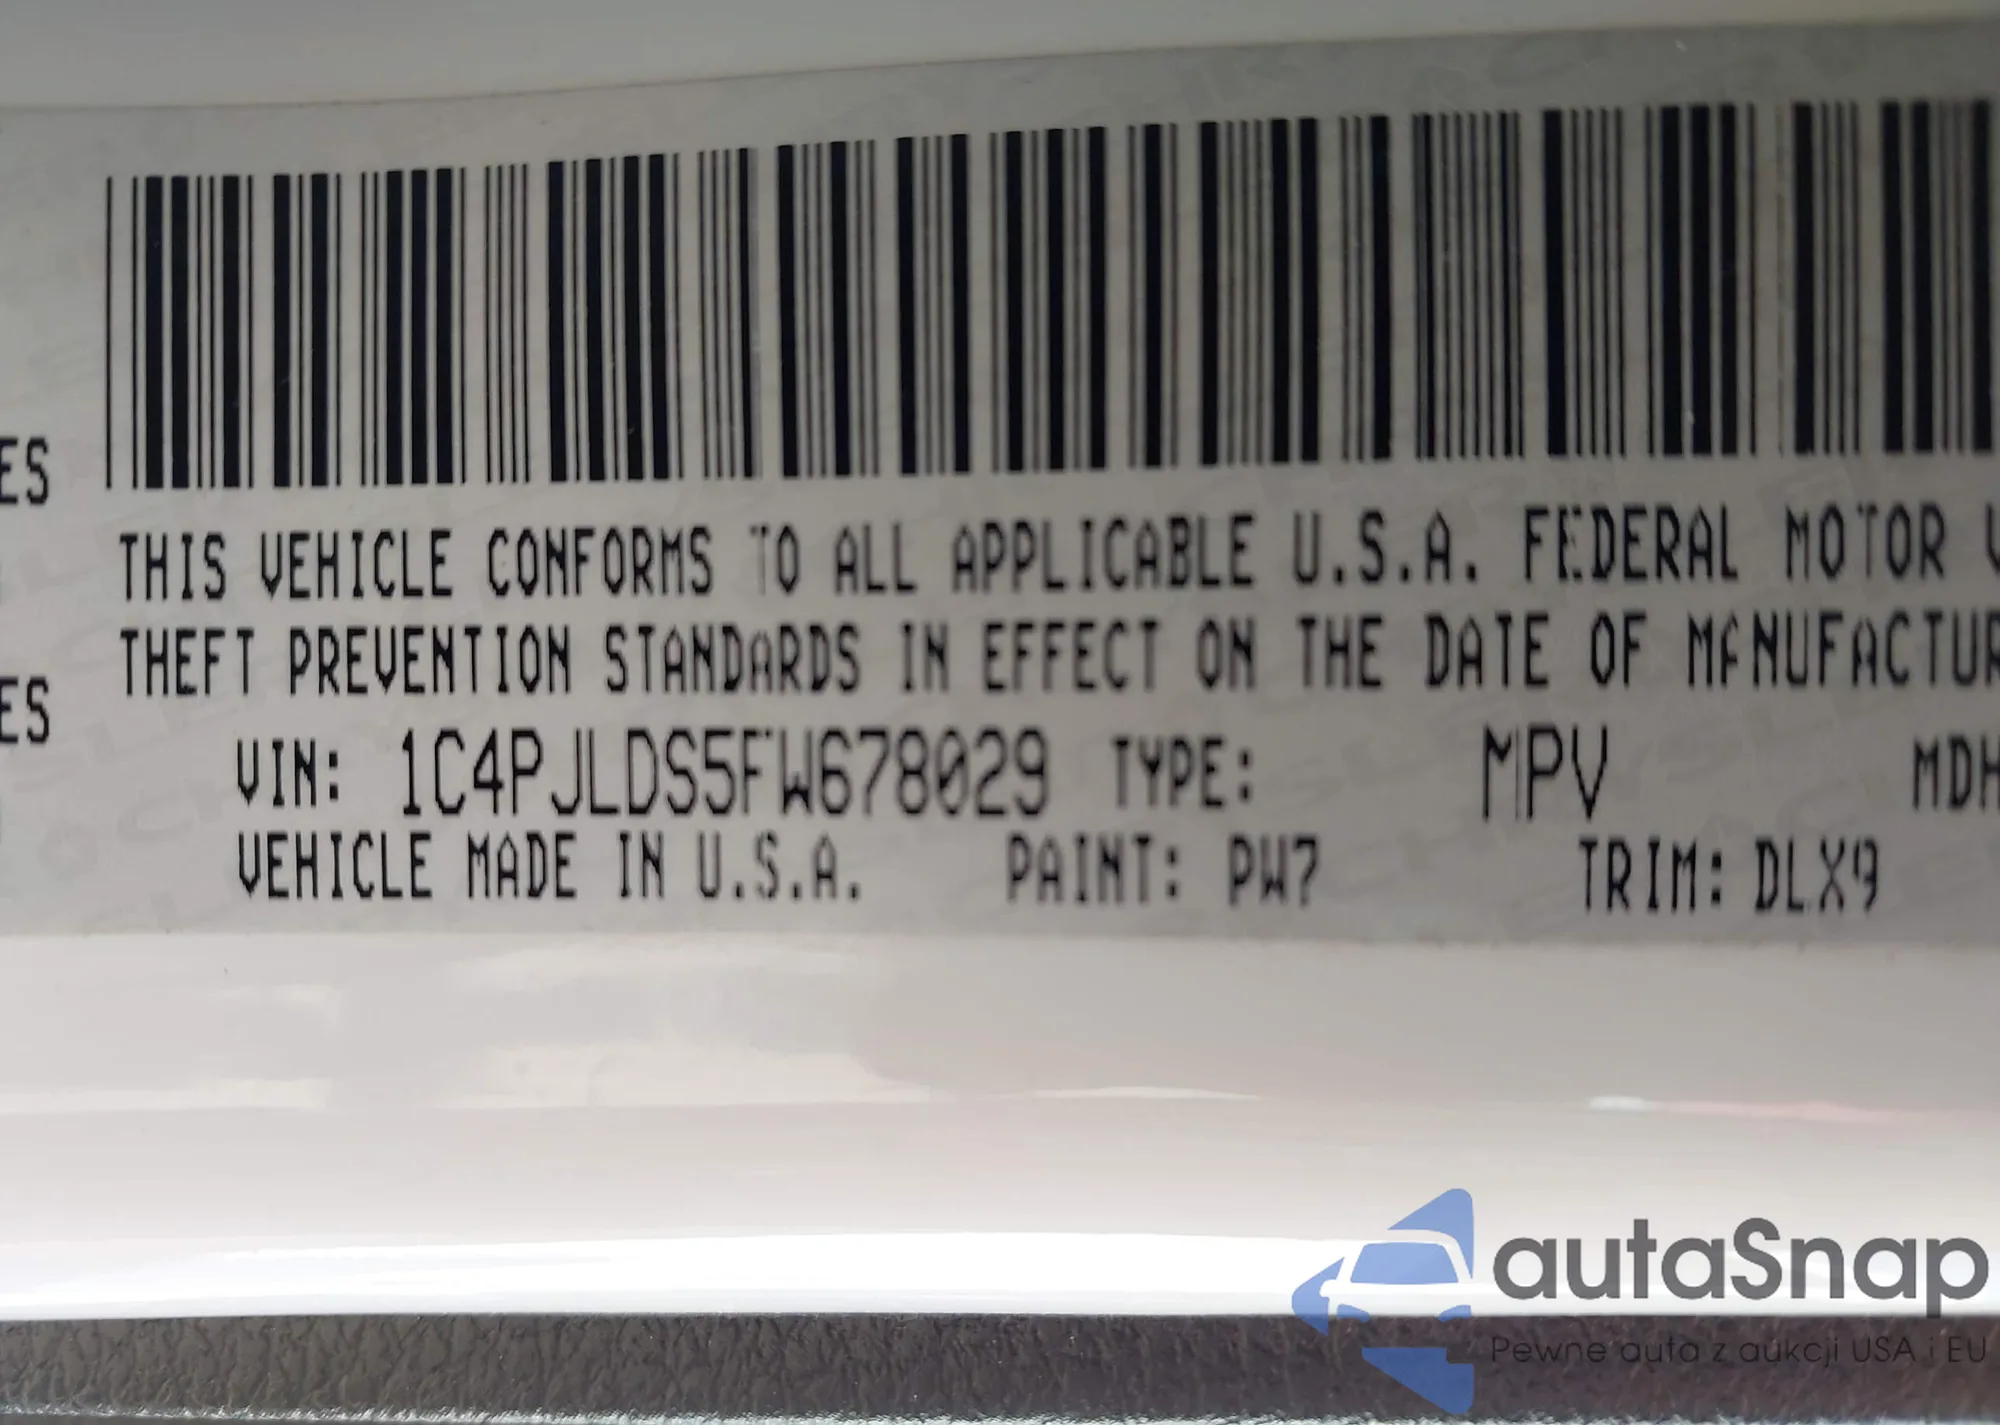 ES
THIS VEHICLE CONFORMS TO ALL APPLICABLE U.S.A. FEDERAL MOTOR V
THEFT PREVENTION STANDARDS IN EFFECT ON THE DATE OF MANUFACTUR
ES
VIN: 1C4PJLDS5FW678029 TYPE: MPV MDH
VEHICLE MADE IN U.S.A. PAINT: PW7 TRIM: DLX9
autaSnap
Pewne auta z aukcji USA i EU